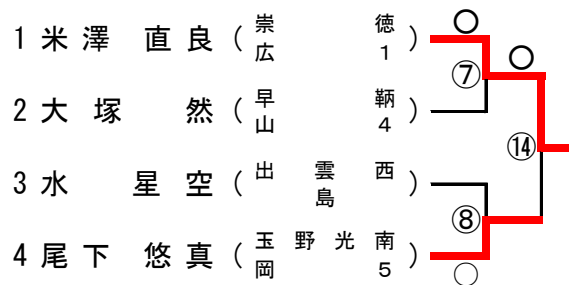 1 米澤 直良 (崇徳 広1) ○
⑦ ○
2 大塚 然 (早鞆 山4)
⑭
3 水 星空 (出雲西 島)
⑧
4 尾下 悠真 (玉野光南 岡5) ○